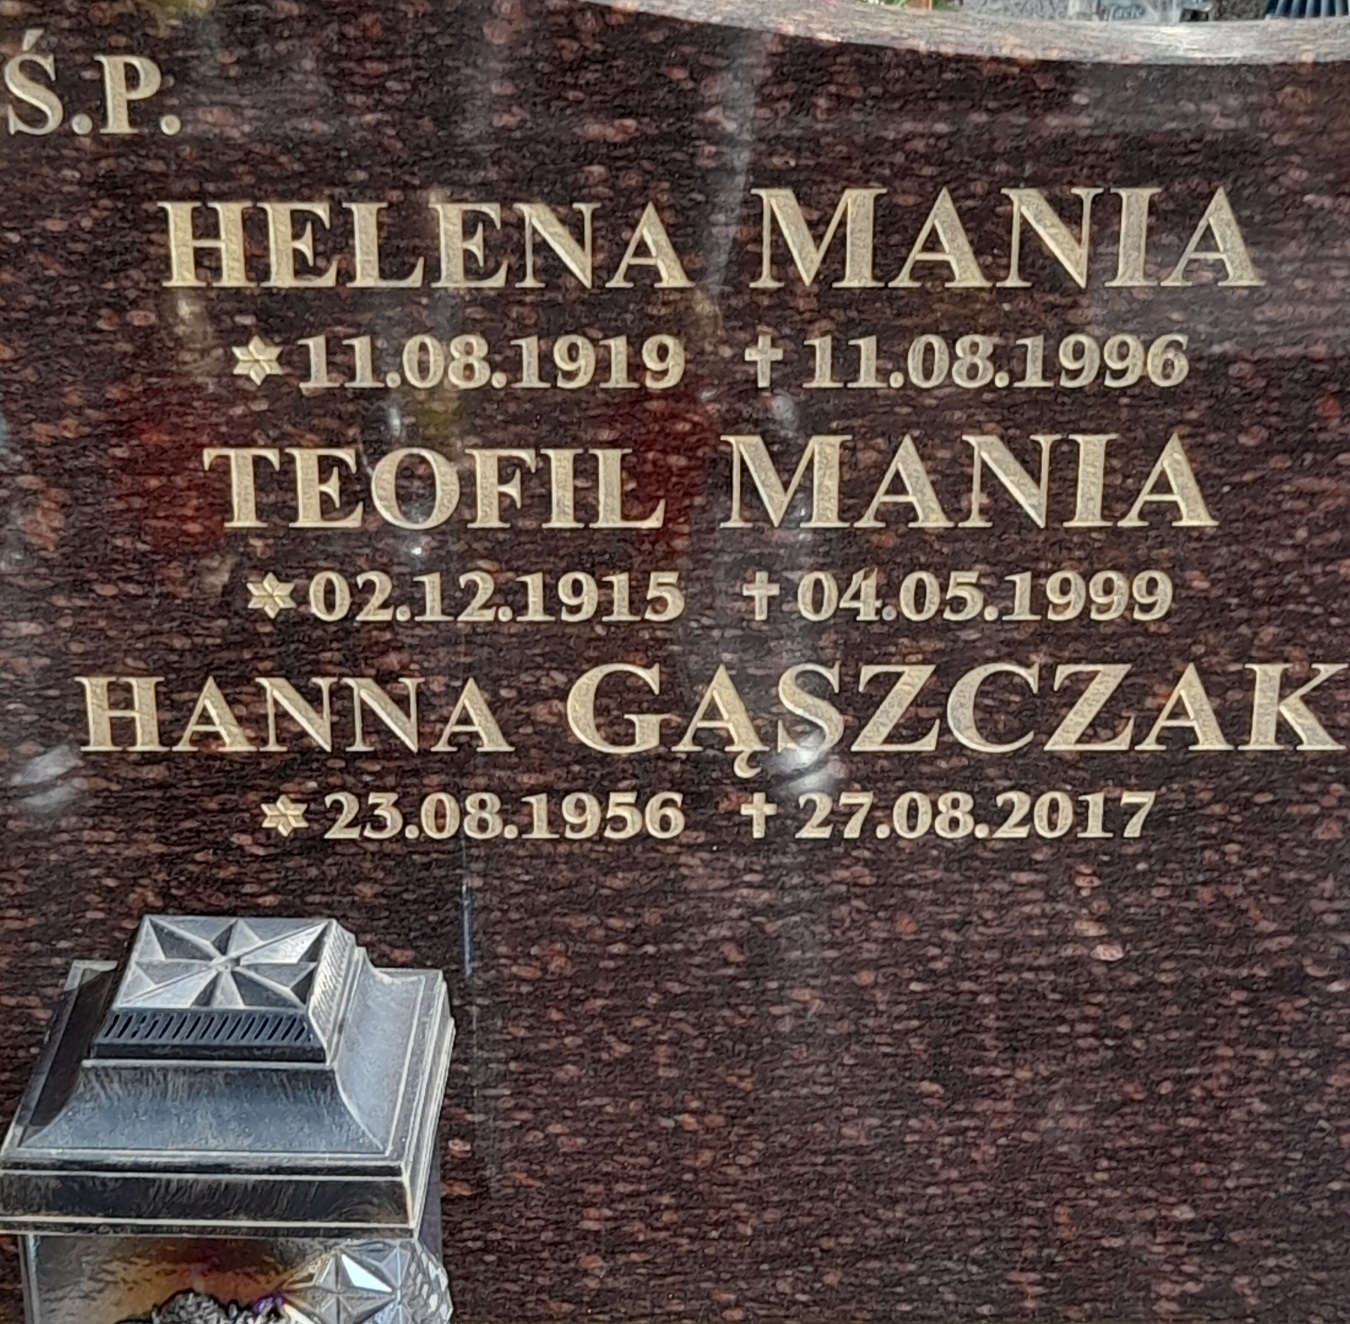 Ś.P.
HELENA MANIA
✶11.08.1919 ✝11.08.1996
TEOFIL MANIA
✶02.12.1915 ✝04.05.1999
HANNA GĄSZCZAK
✶23.08.1956 ✝27.08.2017